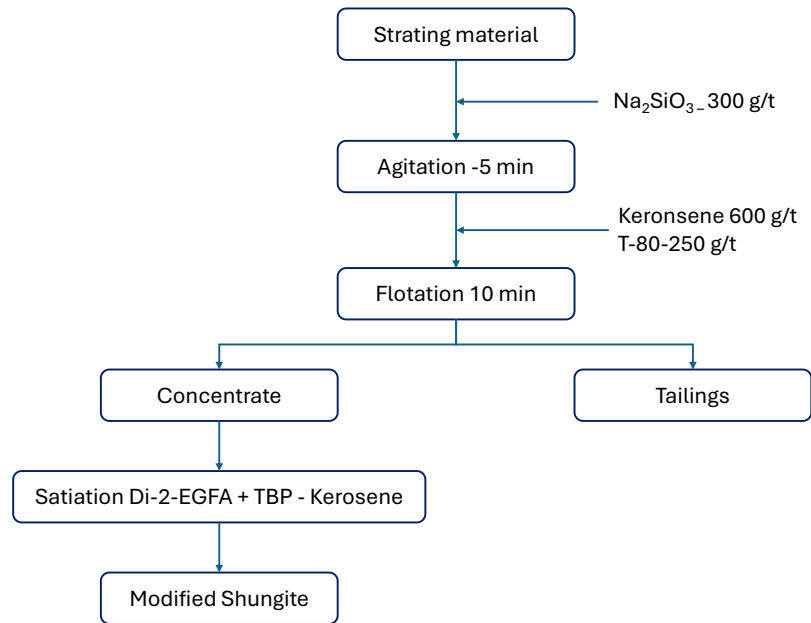 Strating material
Na₂SiO₃₋ 300 g/t
Agitation -5 min
Keronsene 600 g/t
T-80-250 g/t
Flotation 10 min
Concentrate
Tailings
Satiation Di-2-EGFA + TBP - Kerosene
Modified Shungite